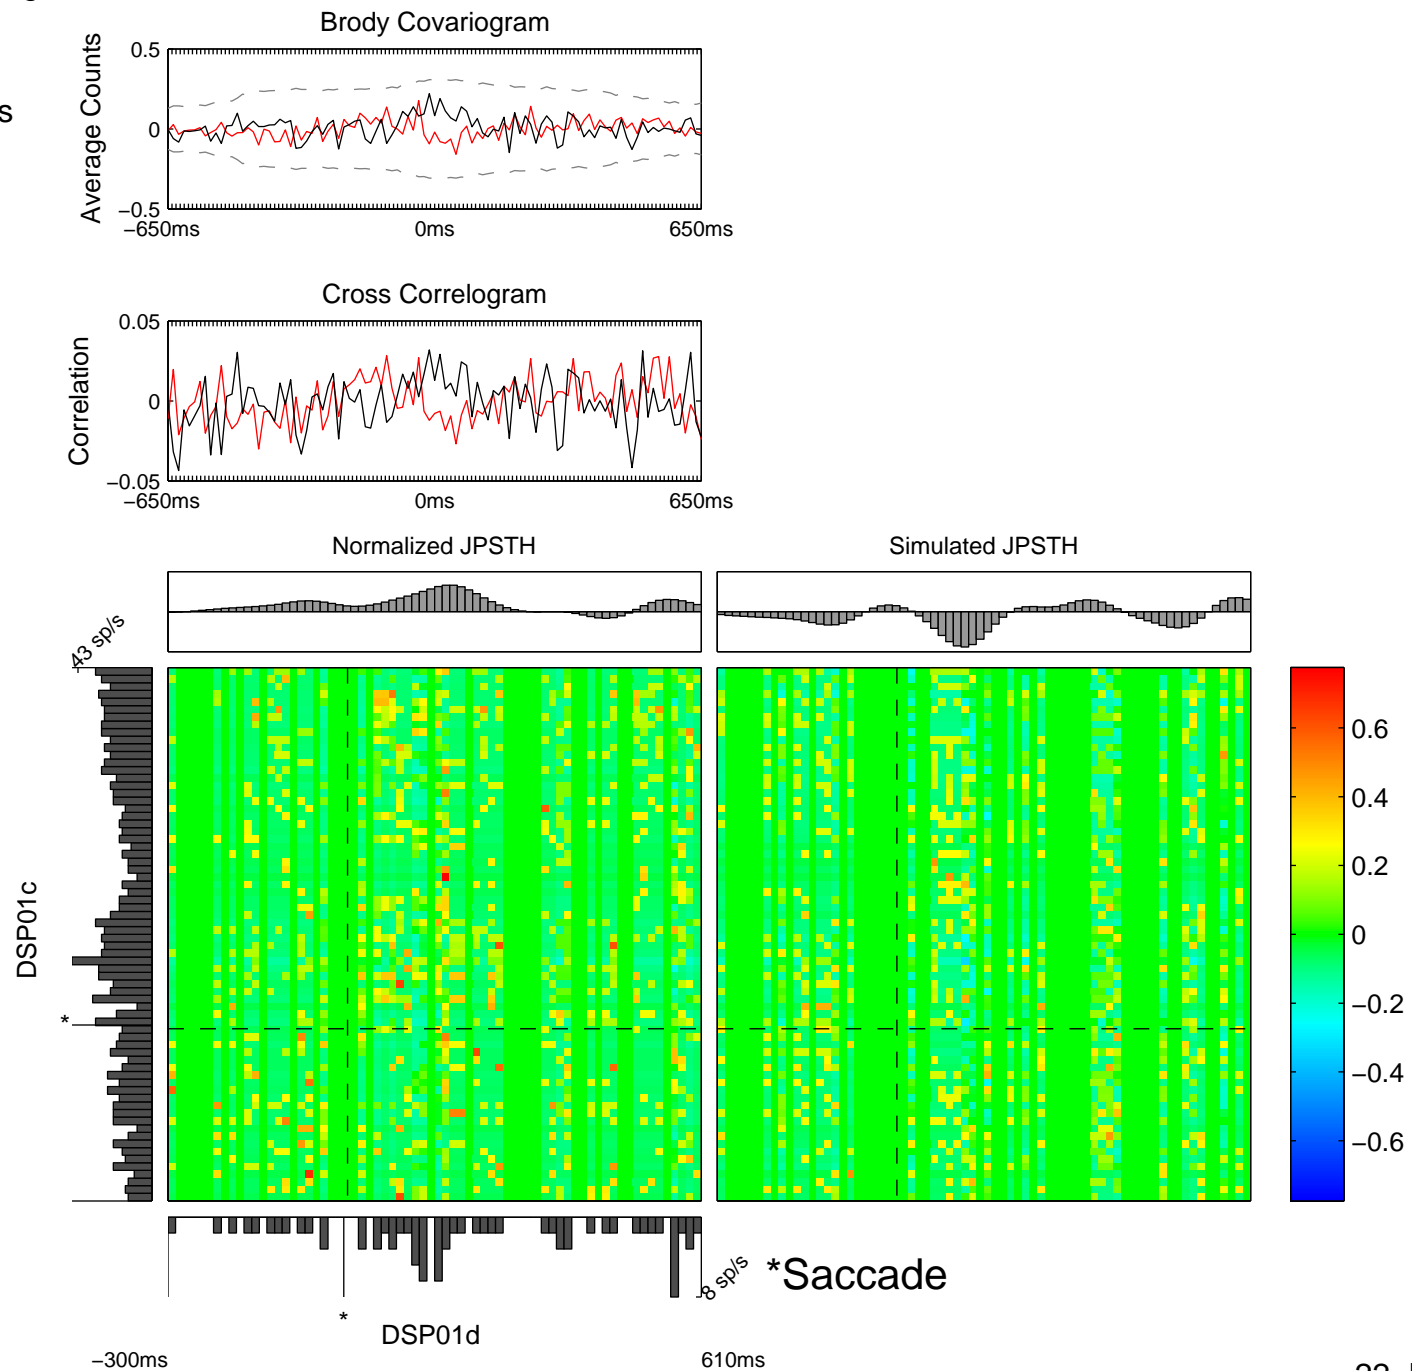 Brody Covariogram
0.5
0
−0.5
Average Counts
s
−650ms 0ms 650ms
Cross Correlogram
0.05
0
−0.05
Correlation
−650ms 0ms 650ms
Normalized JPSTH Simulated JPSTH
43 sp/s
DSP01c
*
0.6
0.4
0.2
0
−0.2
−0.4
−0.6
8 sp/s
*Saccade
*
DSP01d
−300ms 610ms